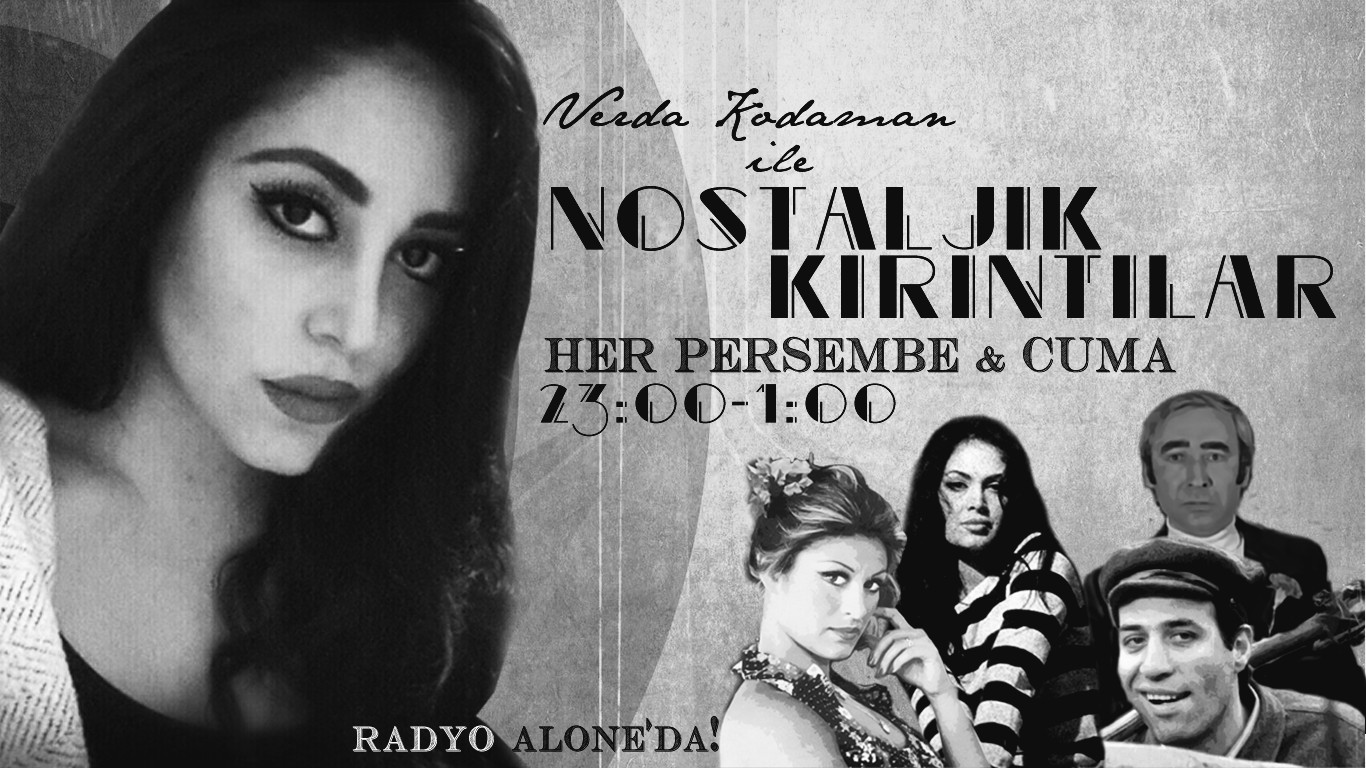 Verda Kodaman
ile
NOSTALJIK
KIRINTILAR
HER PERSEMBE & CUMA
23:00-1:00
RADYO ALONE'DA!